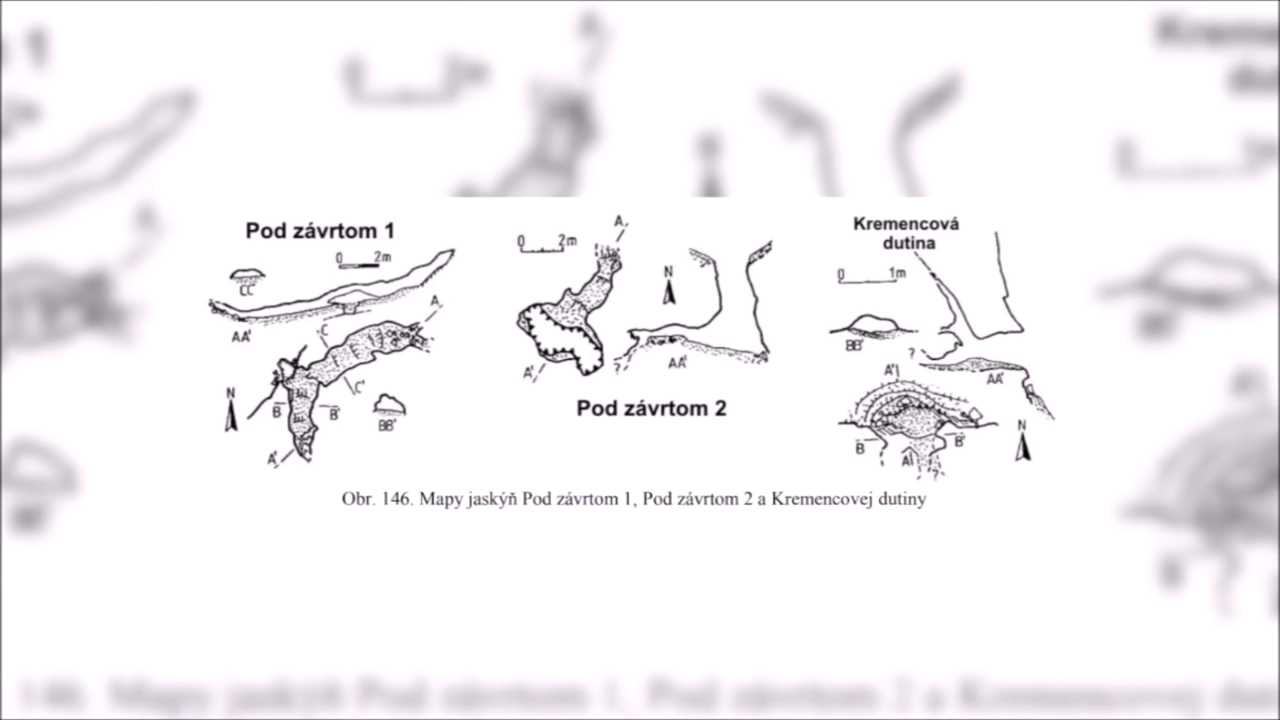 Pod závrtom 1
0 2m
CC'
AA'
A
C
C'
N
B B'
BB'
A'
0 2m
A
N
A'
?
AA'
Pod závrtom 2
Kremencová
dutina
0 1m
BB'
?
AA'
A'
B B'
A
?
N
Obr. 146. Mapy jaskýň Pod závrtom 1, Pod závrtom 2 a Kremencovej dutiny